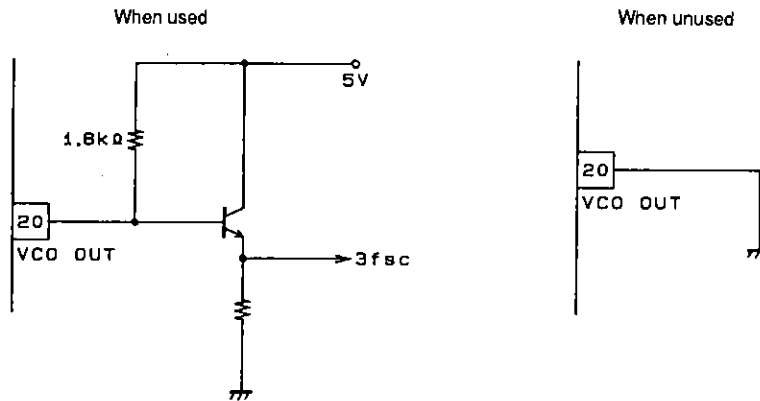 When used
When unused
5V
1.8kΩ
20
VCO OUT
3fsc
20
VCO OUT